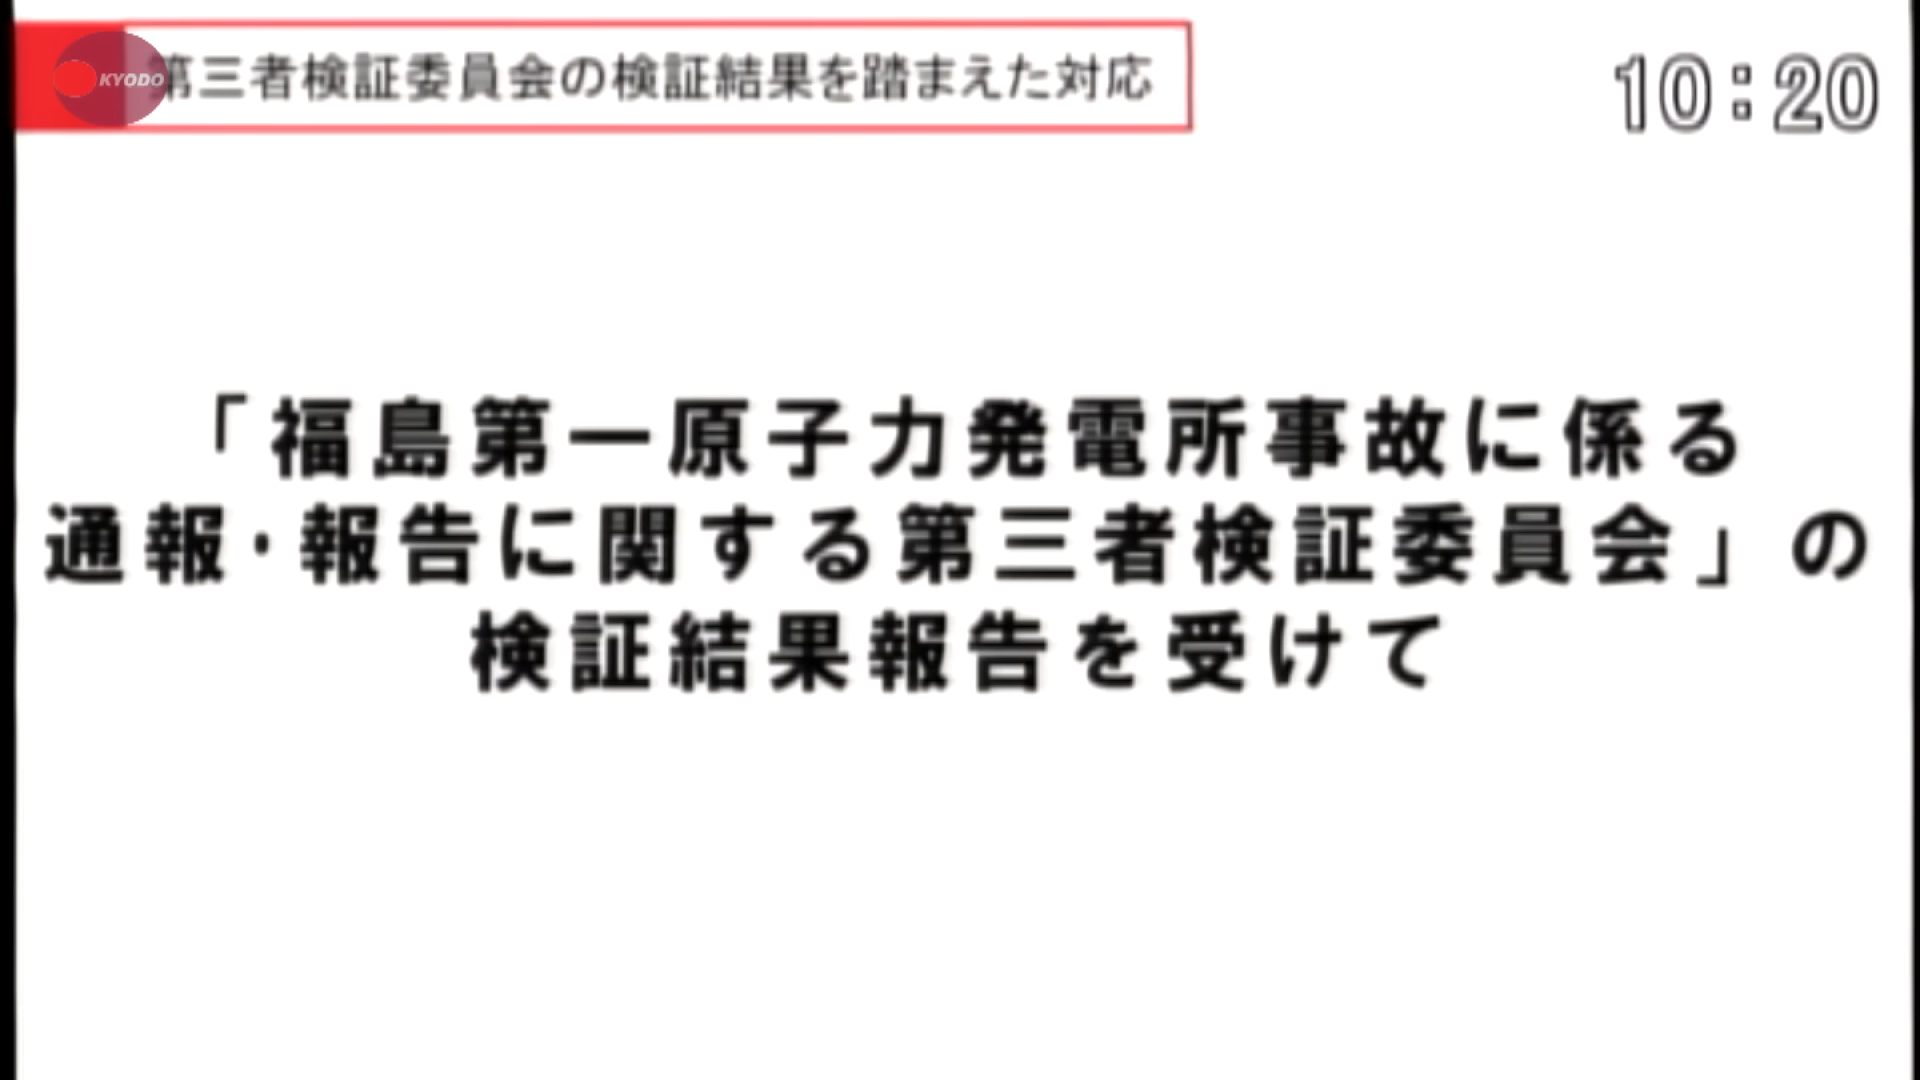 KYODO
第三者検証委員会の検証結果を踏まえた対応
10:20
「福島第一原子力発電所事故に係る
通報・報告に関する第三者検証委員会」の
検証結果報告を受けて